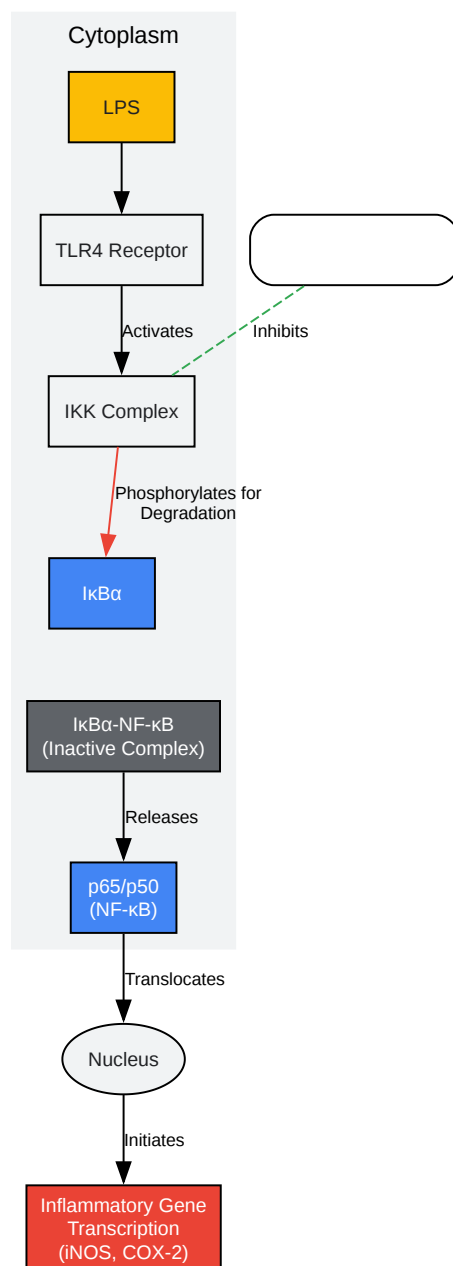 Cytoplasm
LPS
TLR4 Receptor
Activates
Inhibits
IKK Complex
Phosphorylates for
Degradation
IκBα
IκBα-NF-κB
(Inactive Complex)
Releases
p65/p50
(NF-κB)
Translocates
Nucleus
Initiates
Inflammatory Gene
Transcription
(iNOS, COX-2)